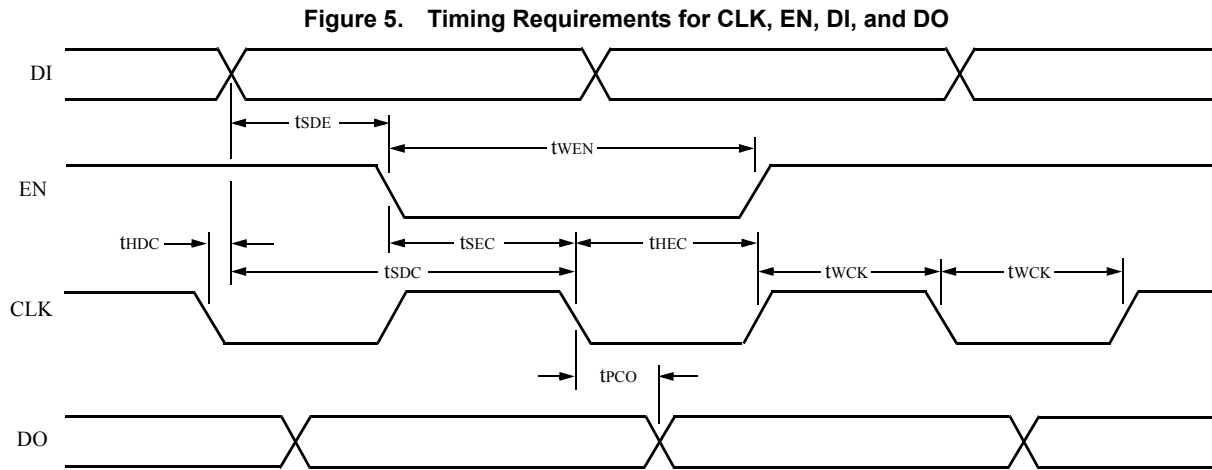 Figure 5. Timing Requirements for CLK, EN, DI, and DO
DI
tSDE
tWEN
EN
tHDC
tSEC
tHEC
tSDC
tWCK
tWCK
CLK
tPCO
DO